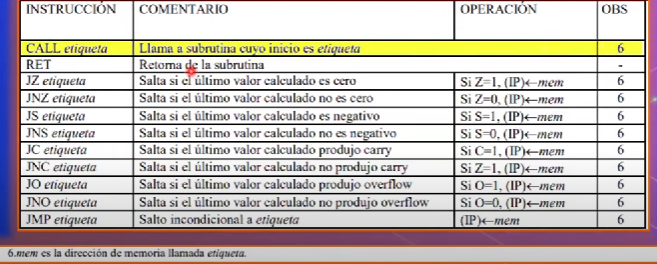 INSTRUCCIÓN COMENTARIO OPERACIÓN OBS
CALL etiqueta Llama a subrutina cuyo inicio es etiqueta 6
RET Retorna de la subrutina -
JZ etiqueta Salta si el último valor calculado es cero Si Z=1, (IP)←mem 6
JNZ etiqueta Salta si el último valor calculado no es cero Si Z=0, (IP)←mem 6
JS etiqueta Salta si el último valor calculado es negativo Si S=1, (IP)←mem 6
JNS etiqueta Salta si el último valor calculado no es negativo Si S=0, (IP)←mem 6
JC etiqueta Salta si el último valor calculado produjo carry Si C=1, (IP)←mem 6
JNC etiqueta Salta si el último valor calculado no produjo carry Si Z=1, (IP)←mem 6
JO etiqueta Salta si el último valor calculado produjo overflow Si O=1, (IP)←mem 6
JNO etiqueta Salta si el último valor calculado no produjo overflow Si O=0, (IP)←mem 6
JMP etiqueta Salto incondicional a etiqueta (IP)←mem 6
6.mem es la dirección de memoria llamada etiqueta.